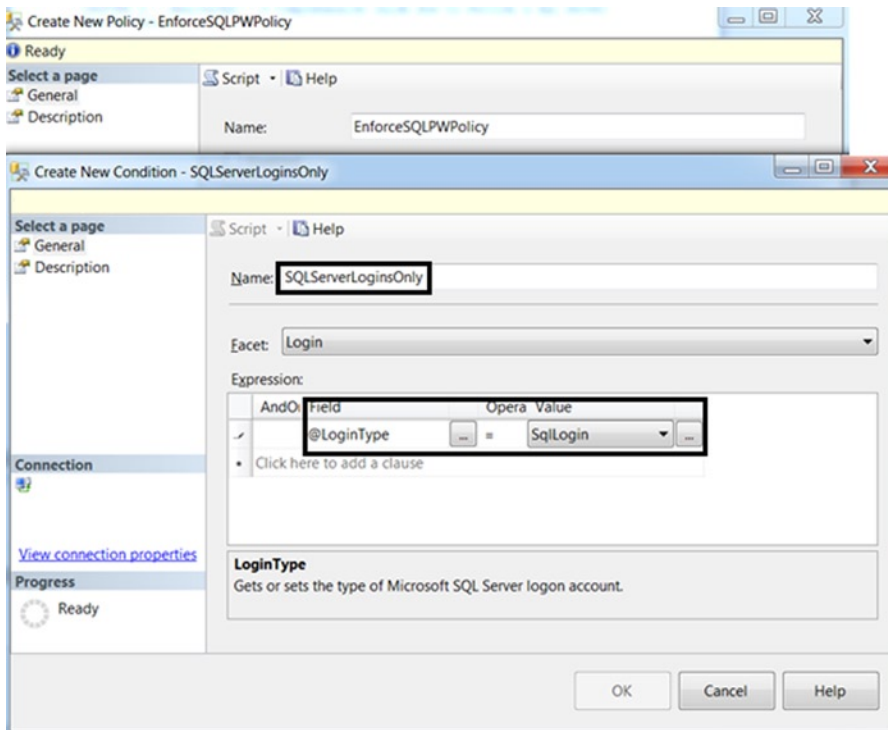 Create New Policy - EnforceSQLPWPolicy
Ready
Select a page
General
Description
Script Help
Name: EnforceSQLPWPolicy
Create New Condition - SQLServerLoginsOnly
Select a page
General
Description
Script Help
Name: SQLServerLoginsOnly
Facet: Login
Expression:
AndOr Field Opera Value
@LoginType ... = SqlLogin ...
Click here to add a clause
Connection
View connection properties
Progress
Ready
LoginType
Gets or sets the type of Microsoft SQL Server logon account.
OK Cancel Help